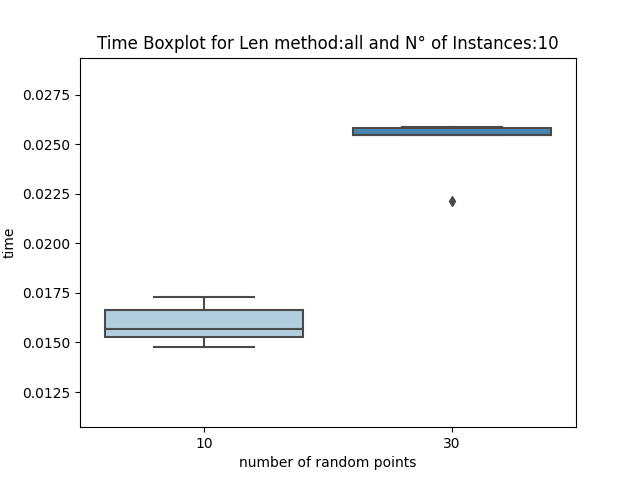 Time Boxplot for Len method:all and N° of Instances:10
0.0275
0.0250
0.0225
0.0200
0.0175
0.0150
0.0125
time
10 30
number of random points